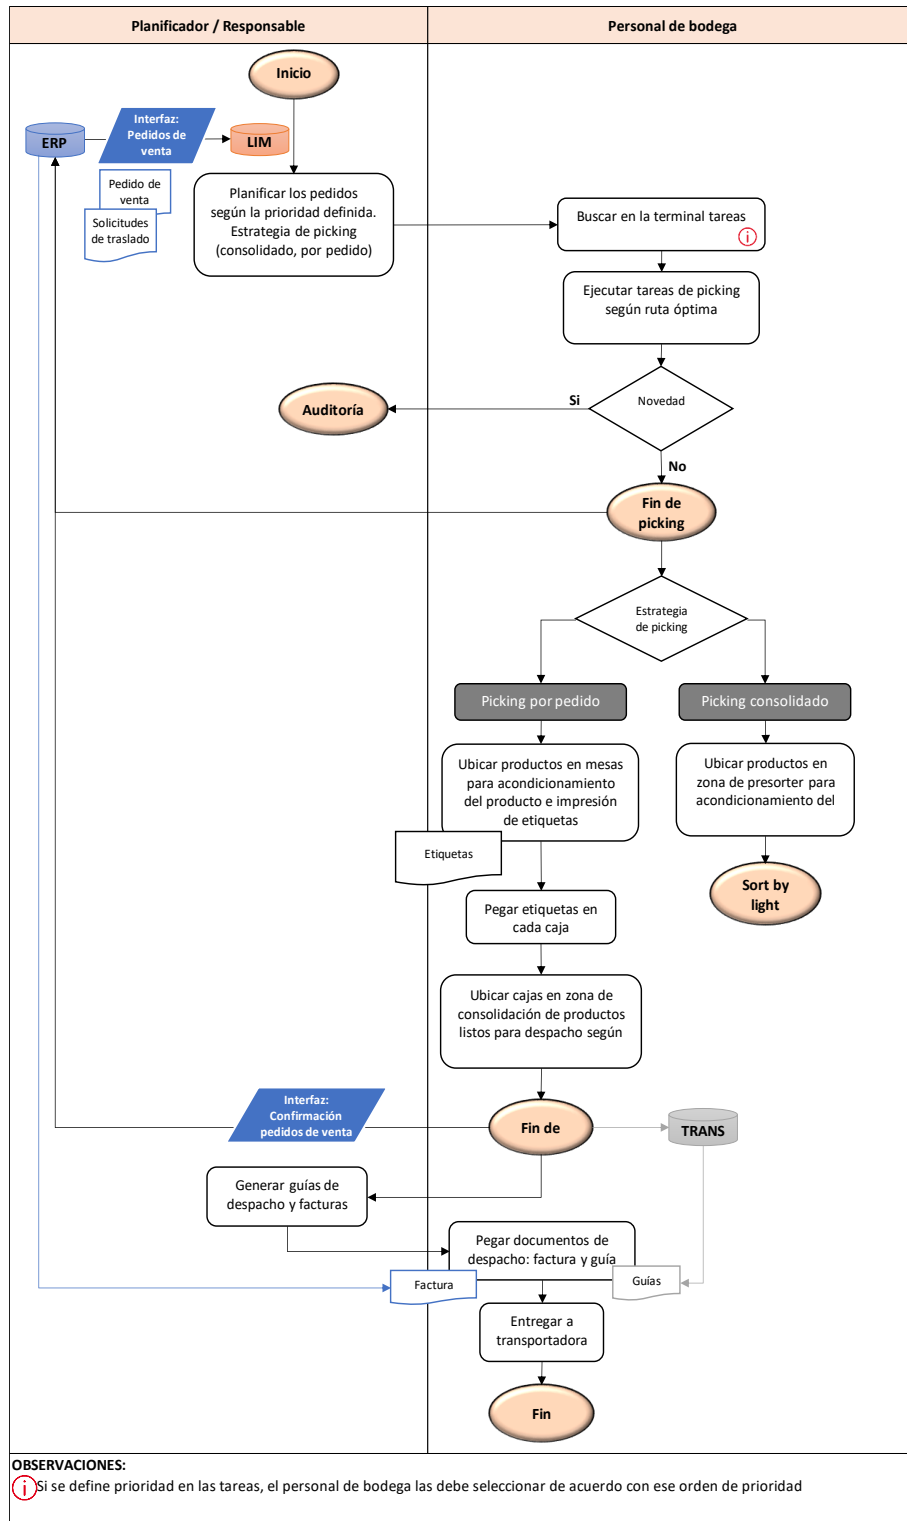 Planificador / Responsable
Personal de bodega
Inicio
Interfaz:
Pedidos de
venta
ERP
LIM
Pedido de
venta
Solicitudes
de traslado
Planificar los pedidos
según la prioridad definida.
Estrategia de picking
(consolidado, por pedido)
Buscar en la terminal tareas
i
Ejecutar tareas de picking
según ruta óptima
Novedad
Si
Auditoría
No
Fin de
picking
Estrategia
de picking
Picking por pedido
Picking consolidado
Ubicar productos en mesas
para acondicionamiento
del producto e impresión
de etiquetas
Ubicar productos en
zona de presorter para
acondicionamiento del
Etiquetas
Sort by
light
Pegar etiquetas en
cada caja
Ubicar cajas en zona de
consolidación de productos
listos para despacho según
Interfaz:
Confirmación
pedidos de venta
Fin de
TRANS
Generar guías de
despacho y facturas
Pegar documentos de
despacho: factura y guía
Factura
Guías
Entregar a
transportadora
Fin
OBSERVACIONES:
i Si se define prioridad en las tareas, el personal de bodega las debe seleccionar de acuerdo con ese orden de prioridad